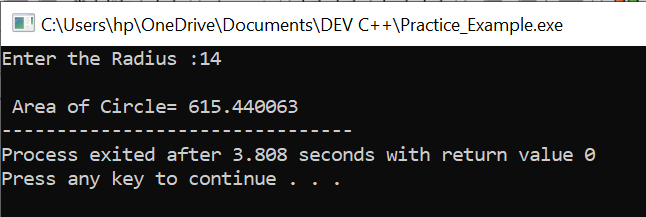 C:\Users\hp\OneDrive\Documents\DEV C++\Practice_Example.exe
Enter the Radius :14
Area of Circle= 615.440063
--------------------------------
Process exited after 3.808 seconds with return value 0
Press any key to continue . . .